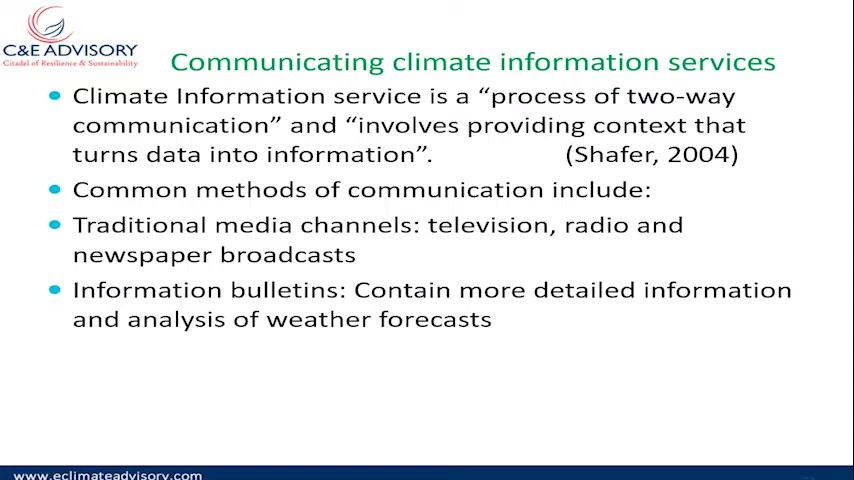 C&E ADVISORY
Citadel of Resilience & Sustainability
Communicating climate information services
• Climate Information service is a “process of two-way
communication” and “involves providing context that
turns data into information”. (Shafer, 2004)
• Common methods of communication include:
• Traditional media channels: television, radio and
newspaper broadcasts
• Information bulletins: Contain more detailed information
and analysis of weather forecasts
www.eclimateadvisory.com